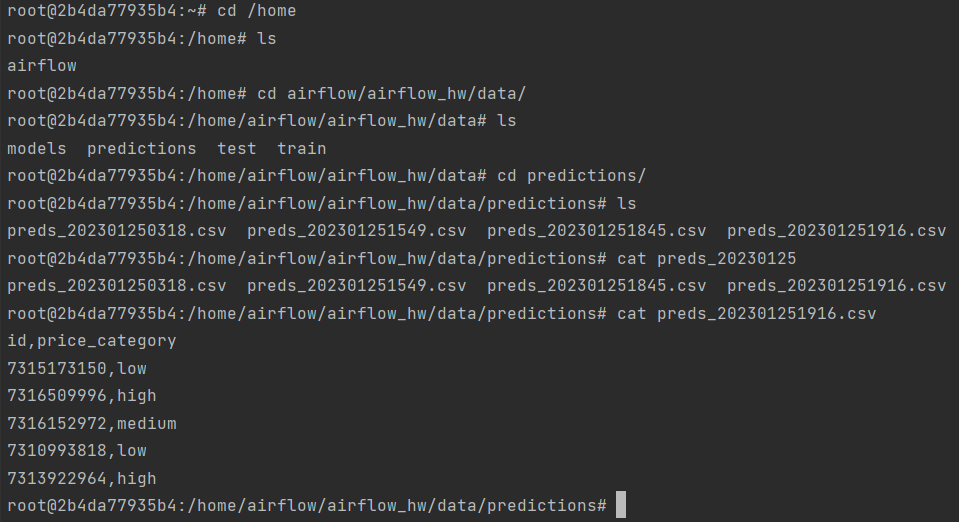 root@2b4da77935b4:~# cd /home
root@2b4da77935b4:/home# ls
airflow
root@2b4da77935b4:/home# cd airflow/airflow_hw/data/
root@2b4da77935b4:/home/airflow/airflow_hw/data# ls
models  predictions  test  train
root@2b4da77935b4:/home/airflow/airflow_hw/data# cd predictions/
root@2b4da77935b4:/home/airflow/airflow_hw/data/predictions# ls
preds_202301250318.csv  preds_202301251549.csv  preds_202301251845.csv  preds_202301251916.csv
root@2b4da77935b4:/home/airflow/airflow_hw/data/predictions# cat preds_20230125
preds_202301250318.csv  preds_202301251549.csv  preds_202301251845.csv  preds_202301251916.csv
root@2b4da77935b4:/home/airflow/airflow_hw/data/predictions# cat preds_202301251916.csv
id,price_category
7315173150,low
7316509996,high
7316152972,medium
7310993818,low
7313922964,high
root@2b4da77935b4:/home/airflow/airflow_hw/data/predictions#